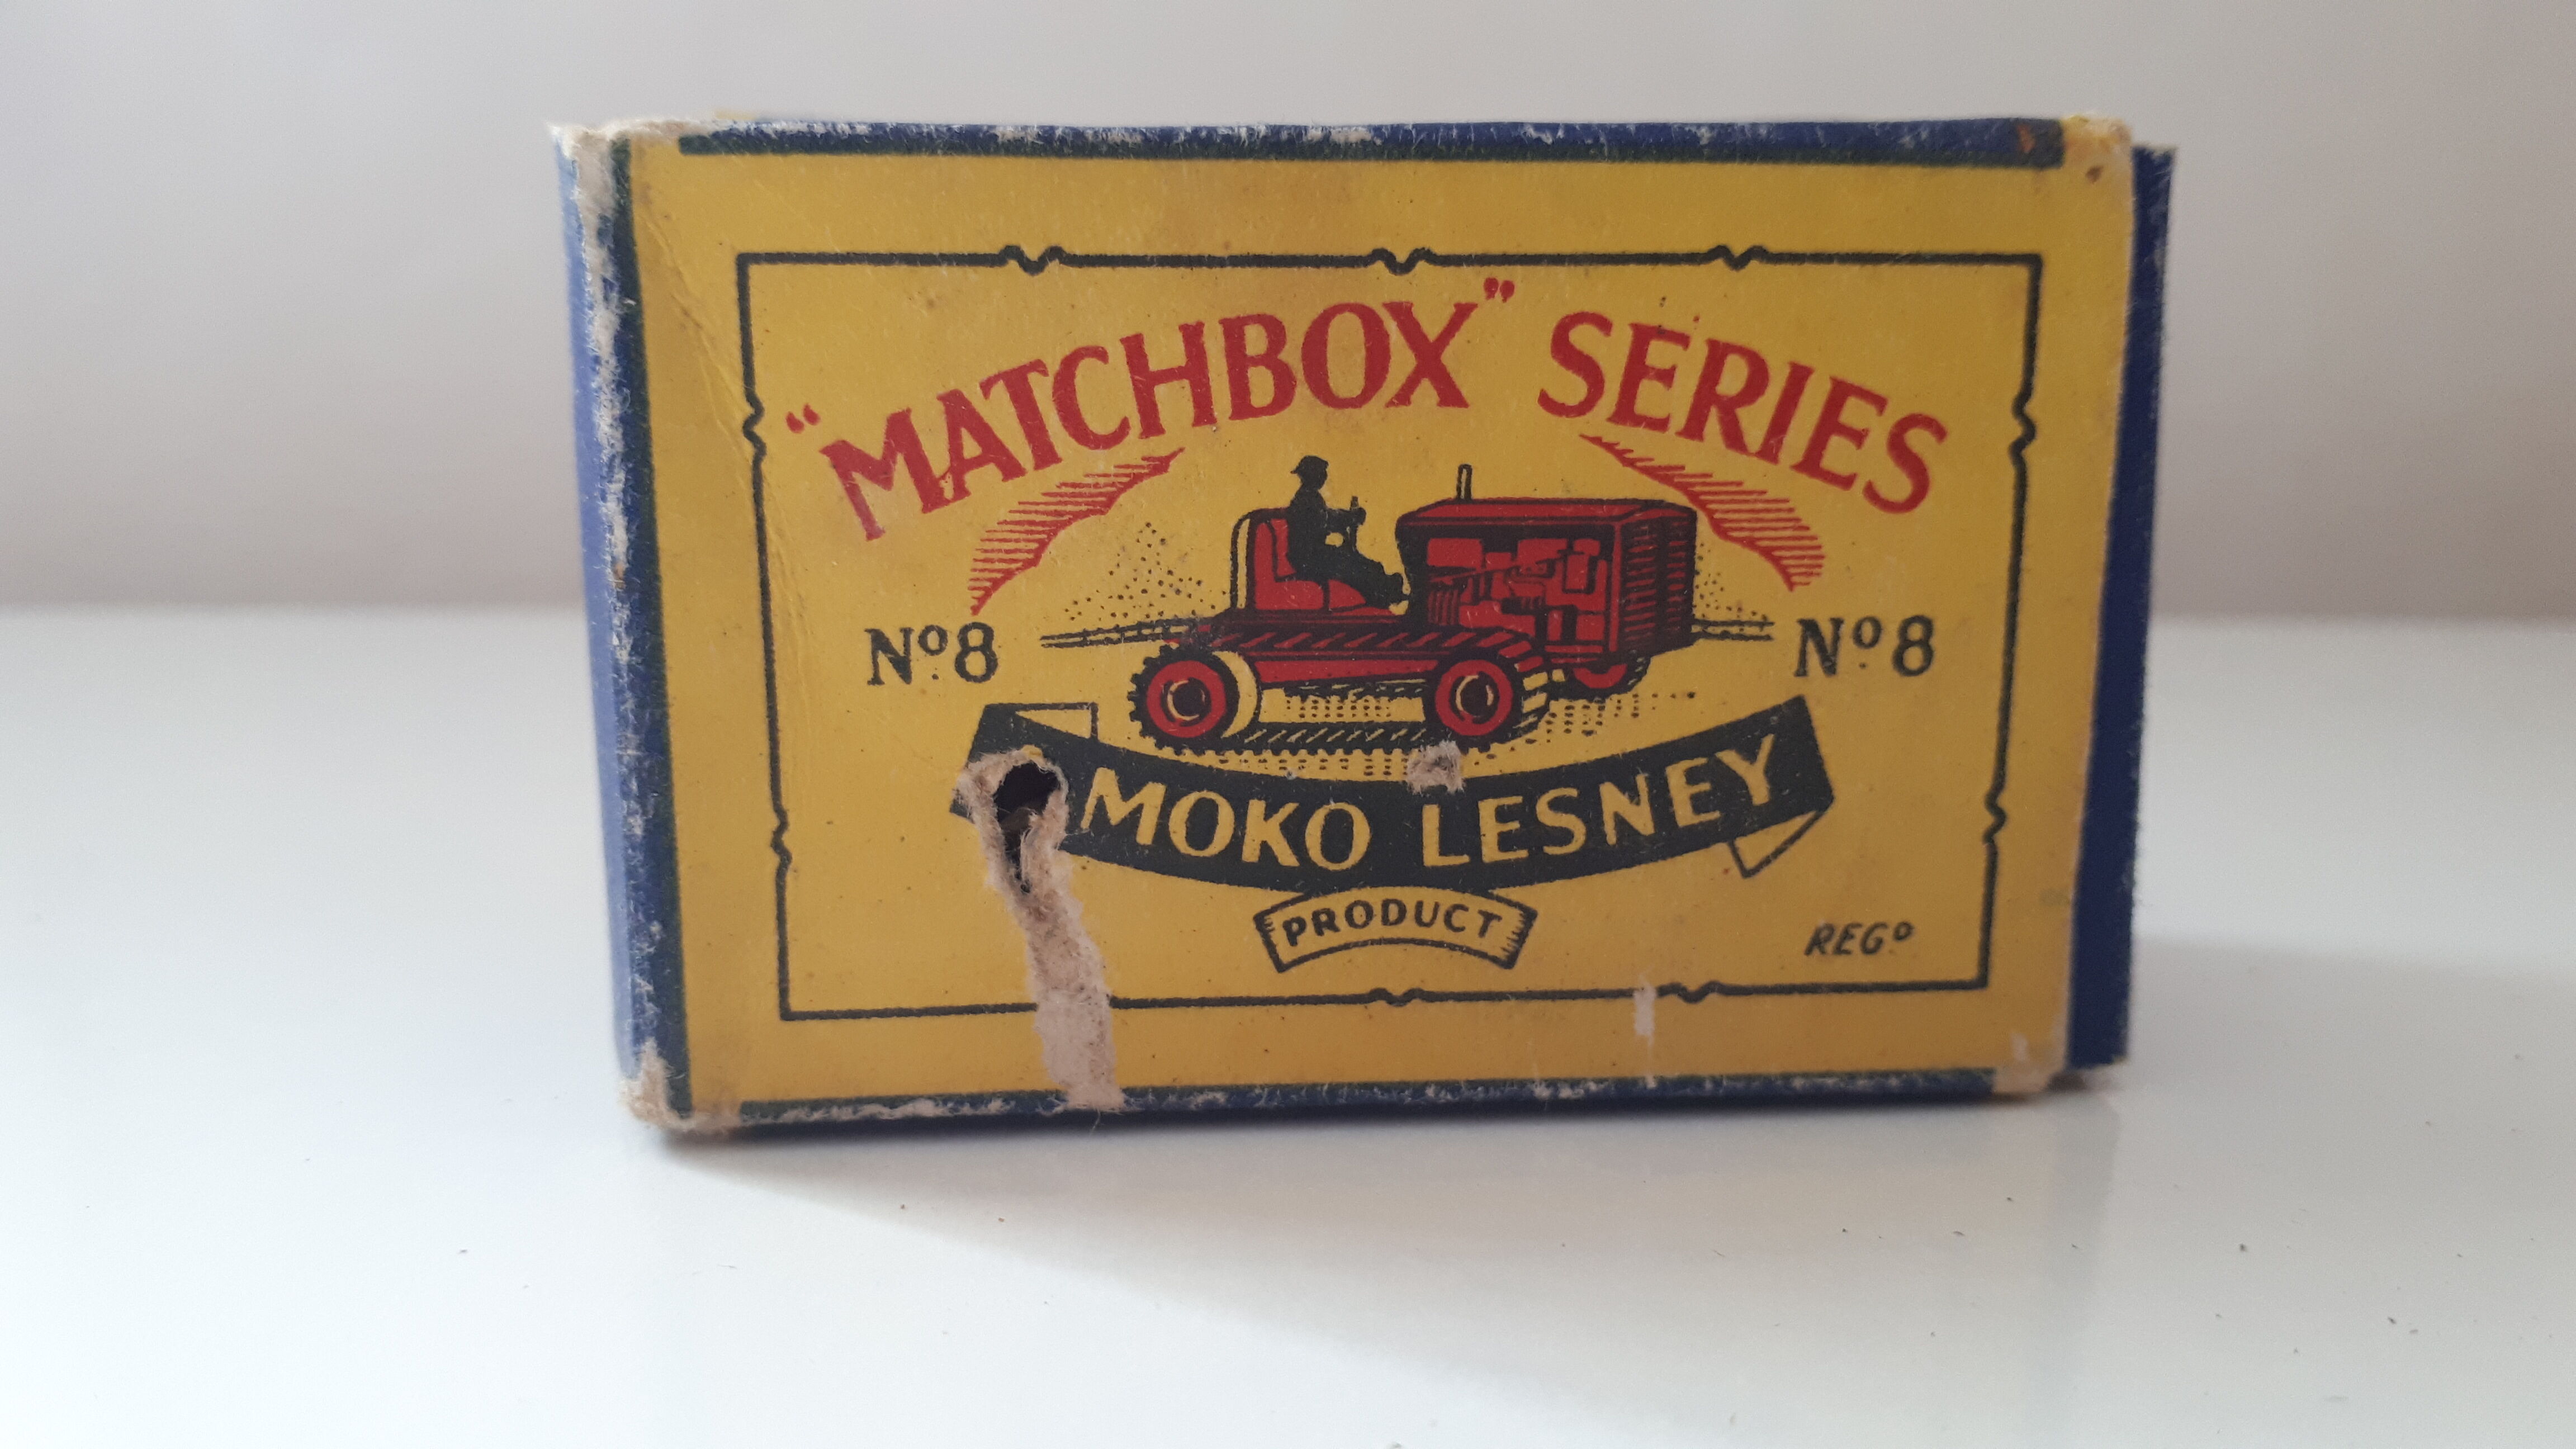 “MATCHBOX” SERIES
Nº8 Nº8
MOKO LESNEY
PRODUCT
REGᴰ